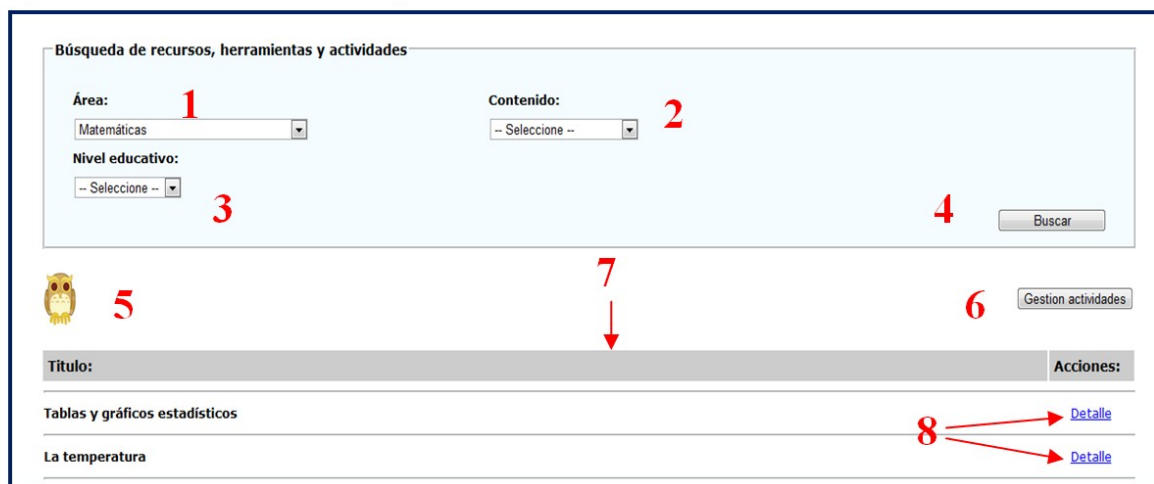 Búsqueda de recursos, herramientas y actividades
Área: 1 Contenido: 2
Matemáticas -- Seleccione --
Nivel educativo:
-- Seleccione --
3 4 Buscar
7
5 6 Gestion actividades
Titulo: Acciones:
Tablas y gráficos estadísticos Detalle
8
La temperatura Detalle